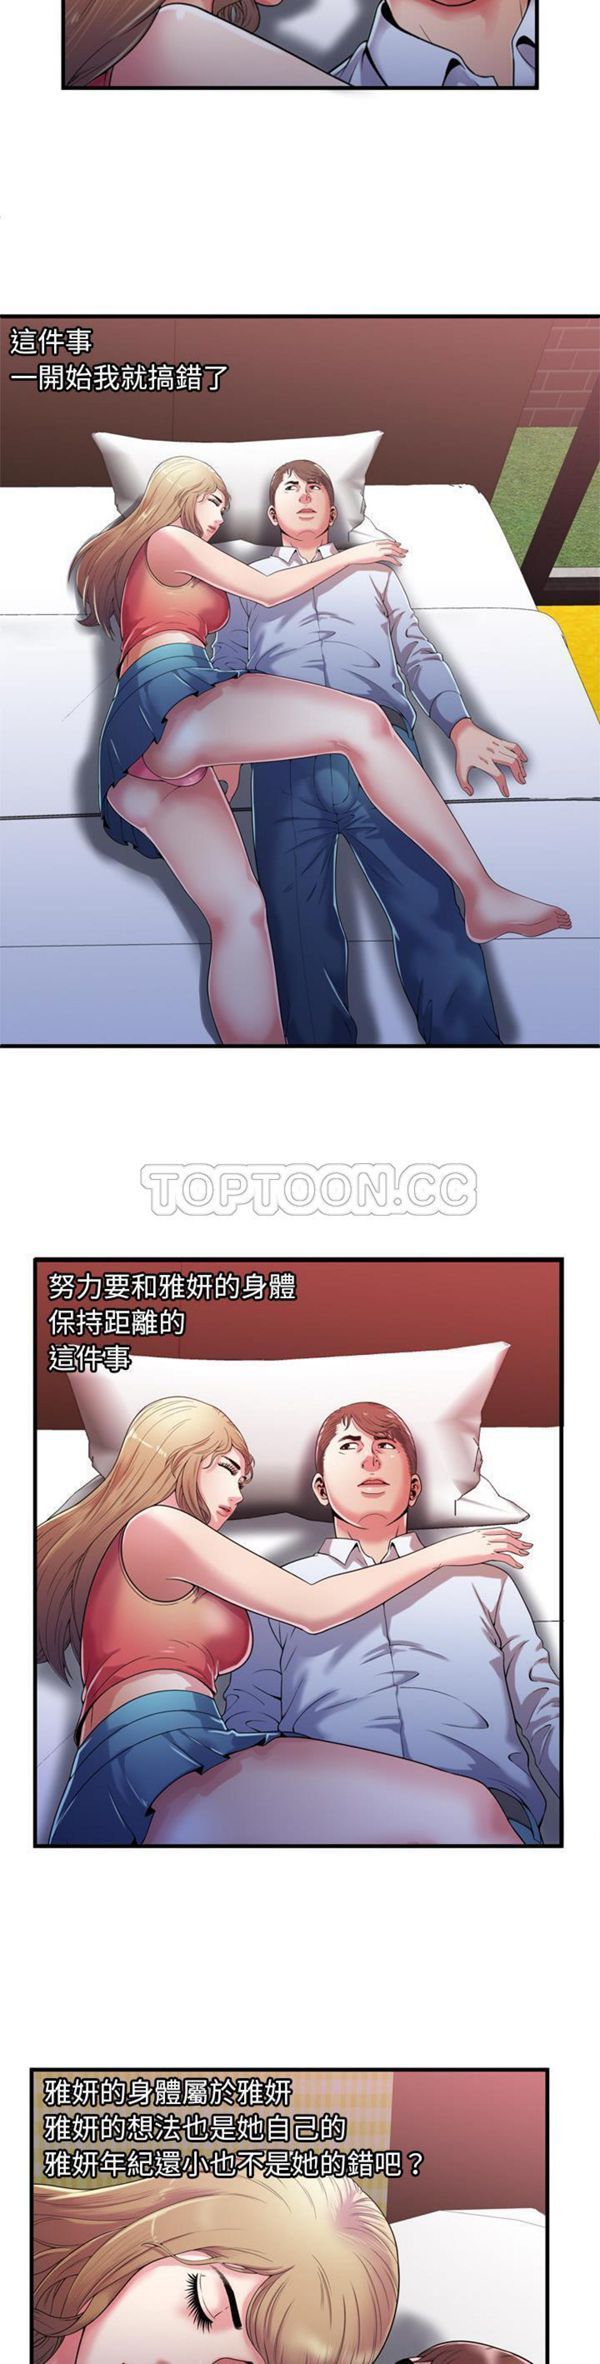 這件事
一開始我就搞錯了
TOPTOON.CC
努力要和雅妍的身體
保持距離的
這件事
雅妍的身體屬於雅妍
雅妍的想法也是她自己的
雅妍年紀還小也不是她的錯吧？